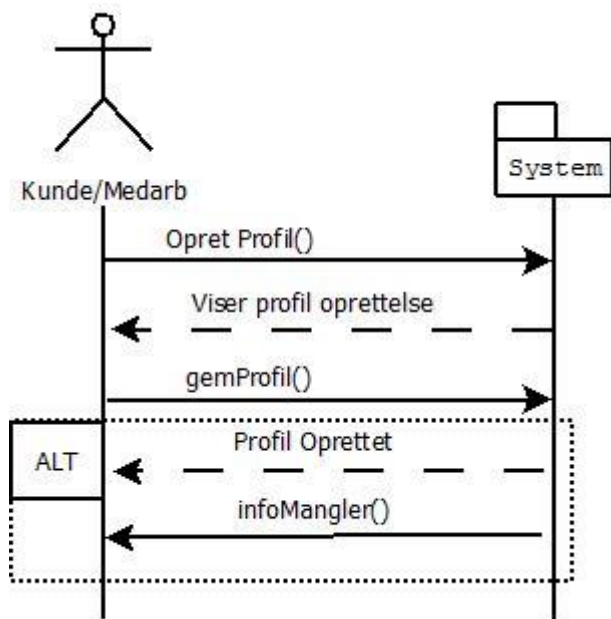 System
Kunde/Medarb
Opret Profil()
Viser profil oprettelse
gemProfil()
Profil Oprettet
ALT
infoMangler()